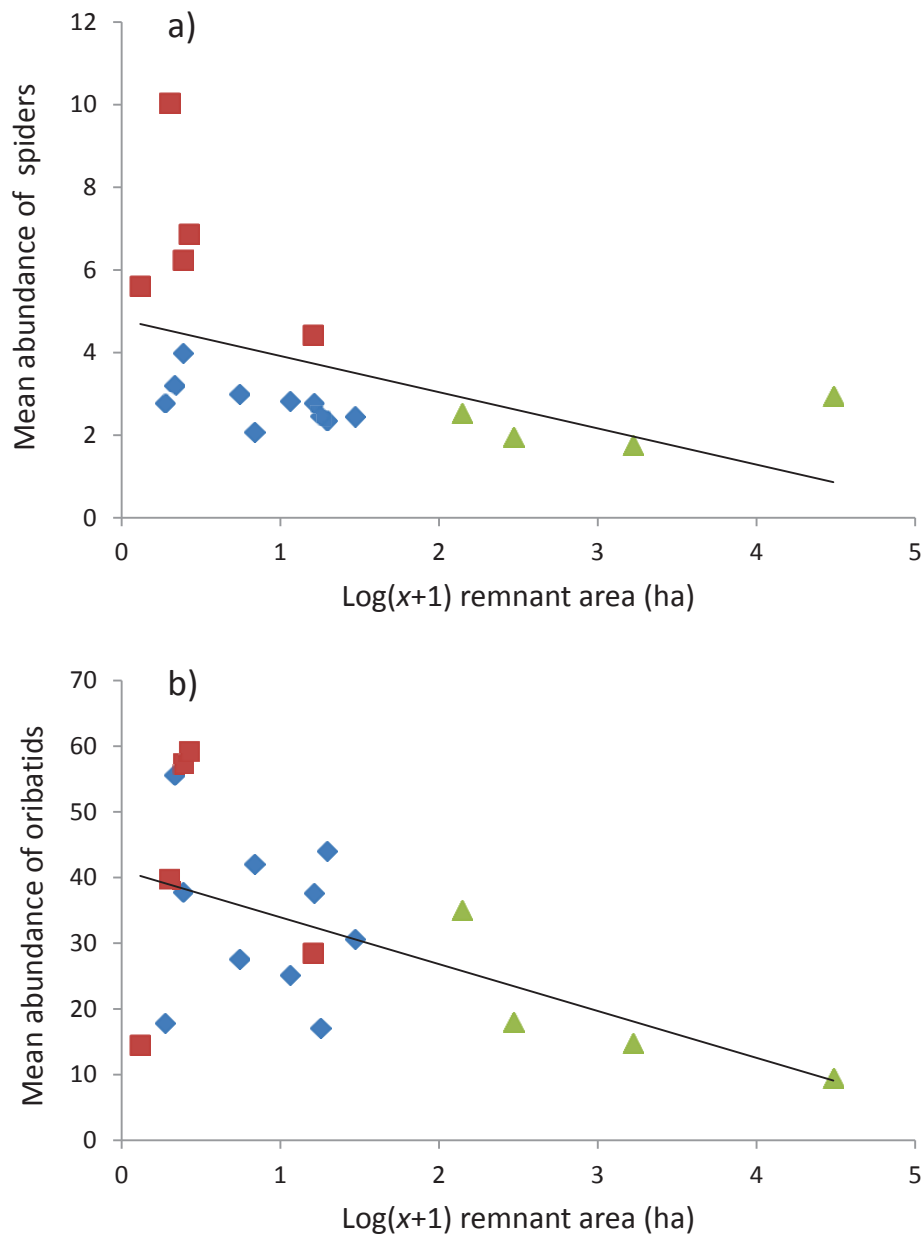 a)
Mean abundance of spiders
12
10
8
6
4
2
0
0 1 2 3 4 5
Log(x+1) remnant area (ha)
b)
Mean abundance of oribatids
70
60
50
40
30
20
10
0
0 1 2 3 4 5
Log(x+1) remnant area (ha)